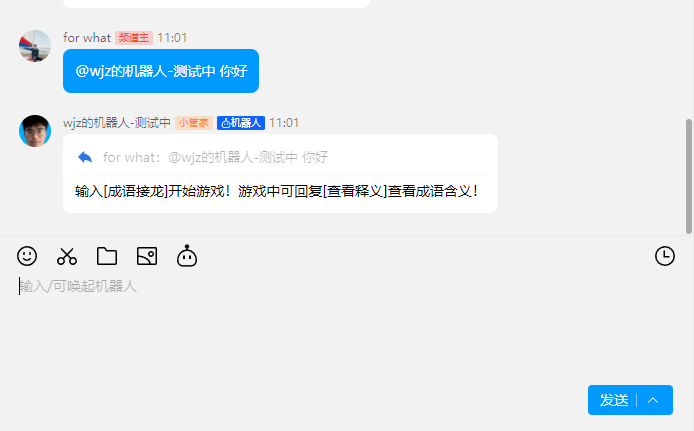 for what 频道主 11:01
@wjz的机器人-测试中 你好
wjz的机器人-测试中 小管家 机器人 11:01
for what：@wjz的机器人-测试中 你好
输入[成语接龙]开始游戏！游戏中可回复[查看释义]查看成语含义！
输入/可唤起机器人
发送